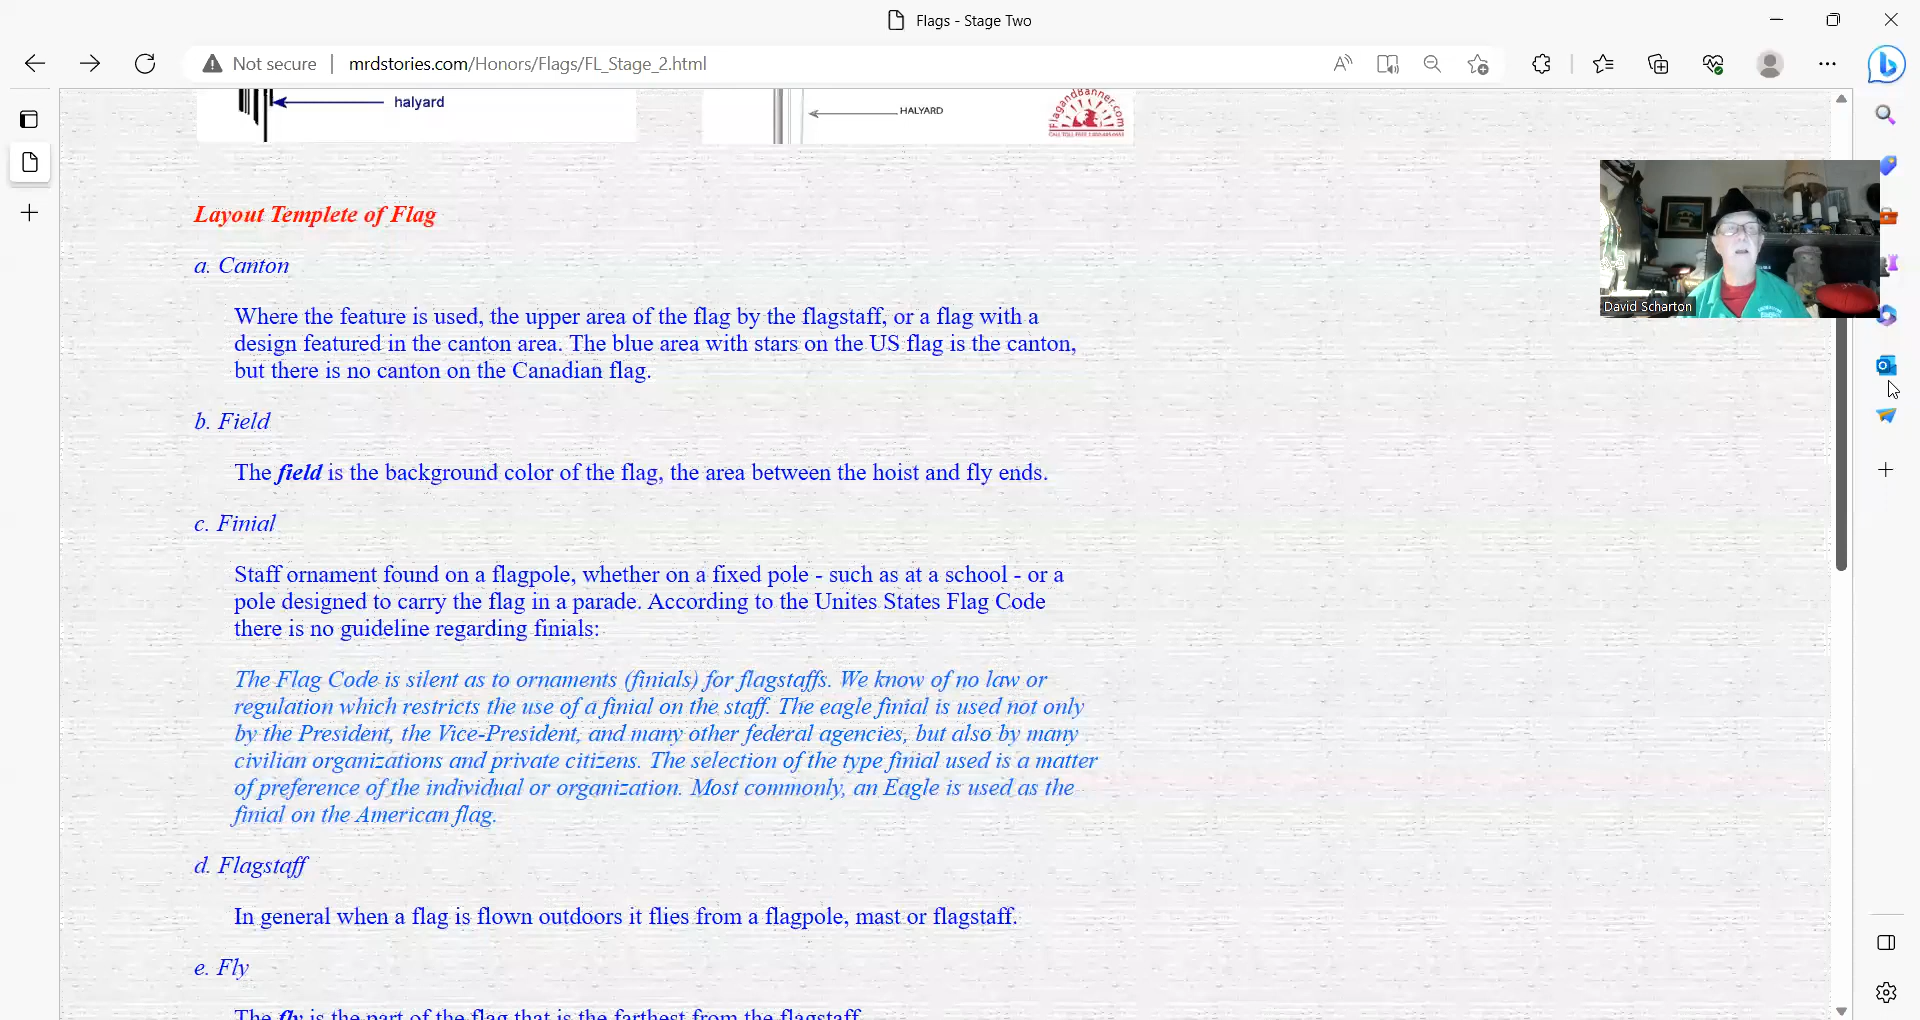 Flags - Stage Two
Not secure
mrdstories.com/Honors/Flags/FL_Stage_2.html
halyard
HALYARD
FlagandBanner.com
Layout Templete of Flag
a. Canton
Where the feature is used, the upper area of the flag by the flagstaff, or a flag with a
design featured in the canton area. The blue area with stars on the US flag is the canton,
but there is no canton on the Canadian flag.
b. Field
The field is the background color of the flag, the area between the hoist and fly ends.
c. Finial
Staff ornament found on a flagpole, whether on a fixed pole - such as at a school - or a
pole designed to carry the flag in a parade. According to the Unites States Flag Code
there is no guideline regarding finials:
The Flag Code is silent as to ornaments (finials) for flagstaffs. We know of no law or
regulation which restricts the use of a finial on the staff. The eagle finial is used not only
by the President, the Vice-President, and many other federal agencies, but also by many
civilian organizations and private citizens. The selection of the type finial used is a matter
of preference of the individual or organization. Most commonly, an Eagle is used as the
finial on the American flag.
d. Flagstaff
In general when a flag is flown outdoors it flies from a flagpole, mast or flagstaff.
e. Fly
The fly is the part of the flag that is the farthest from the flagstaff
David Scharton